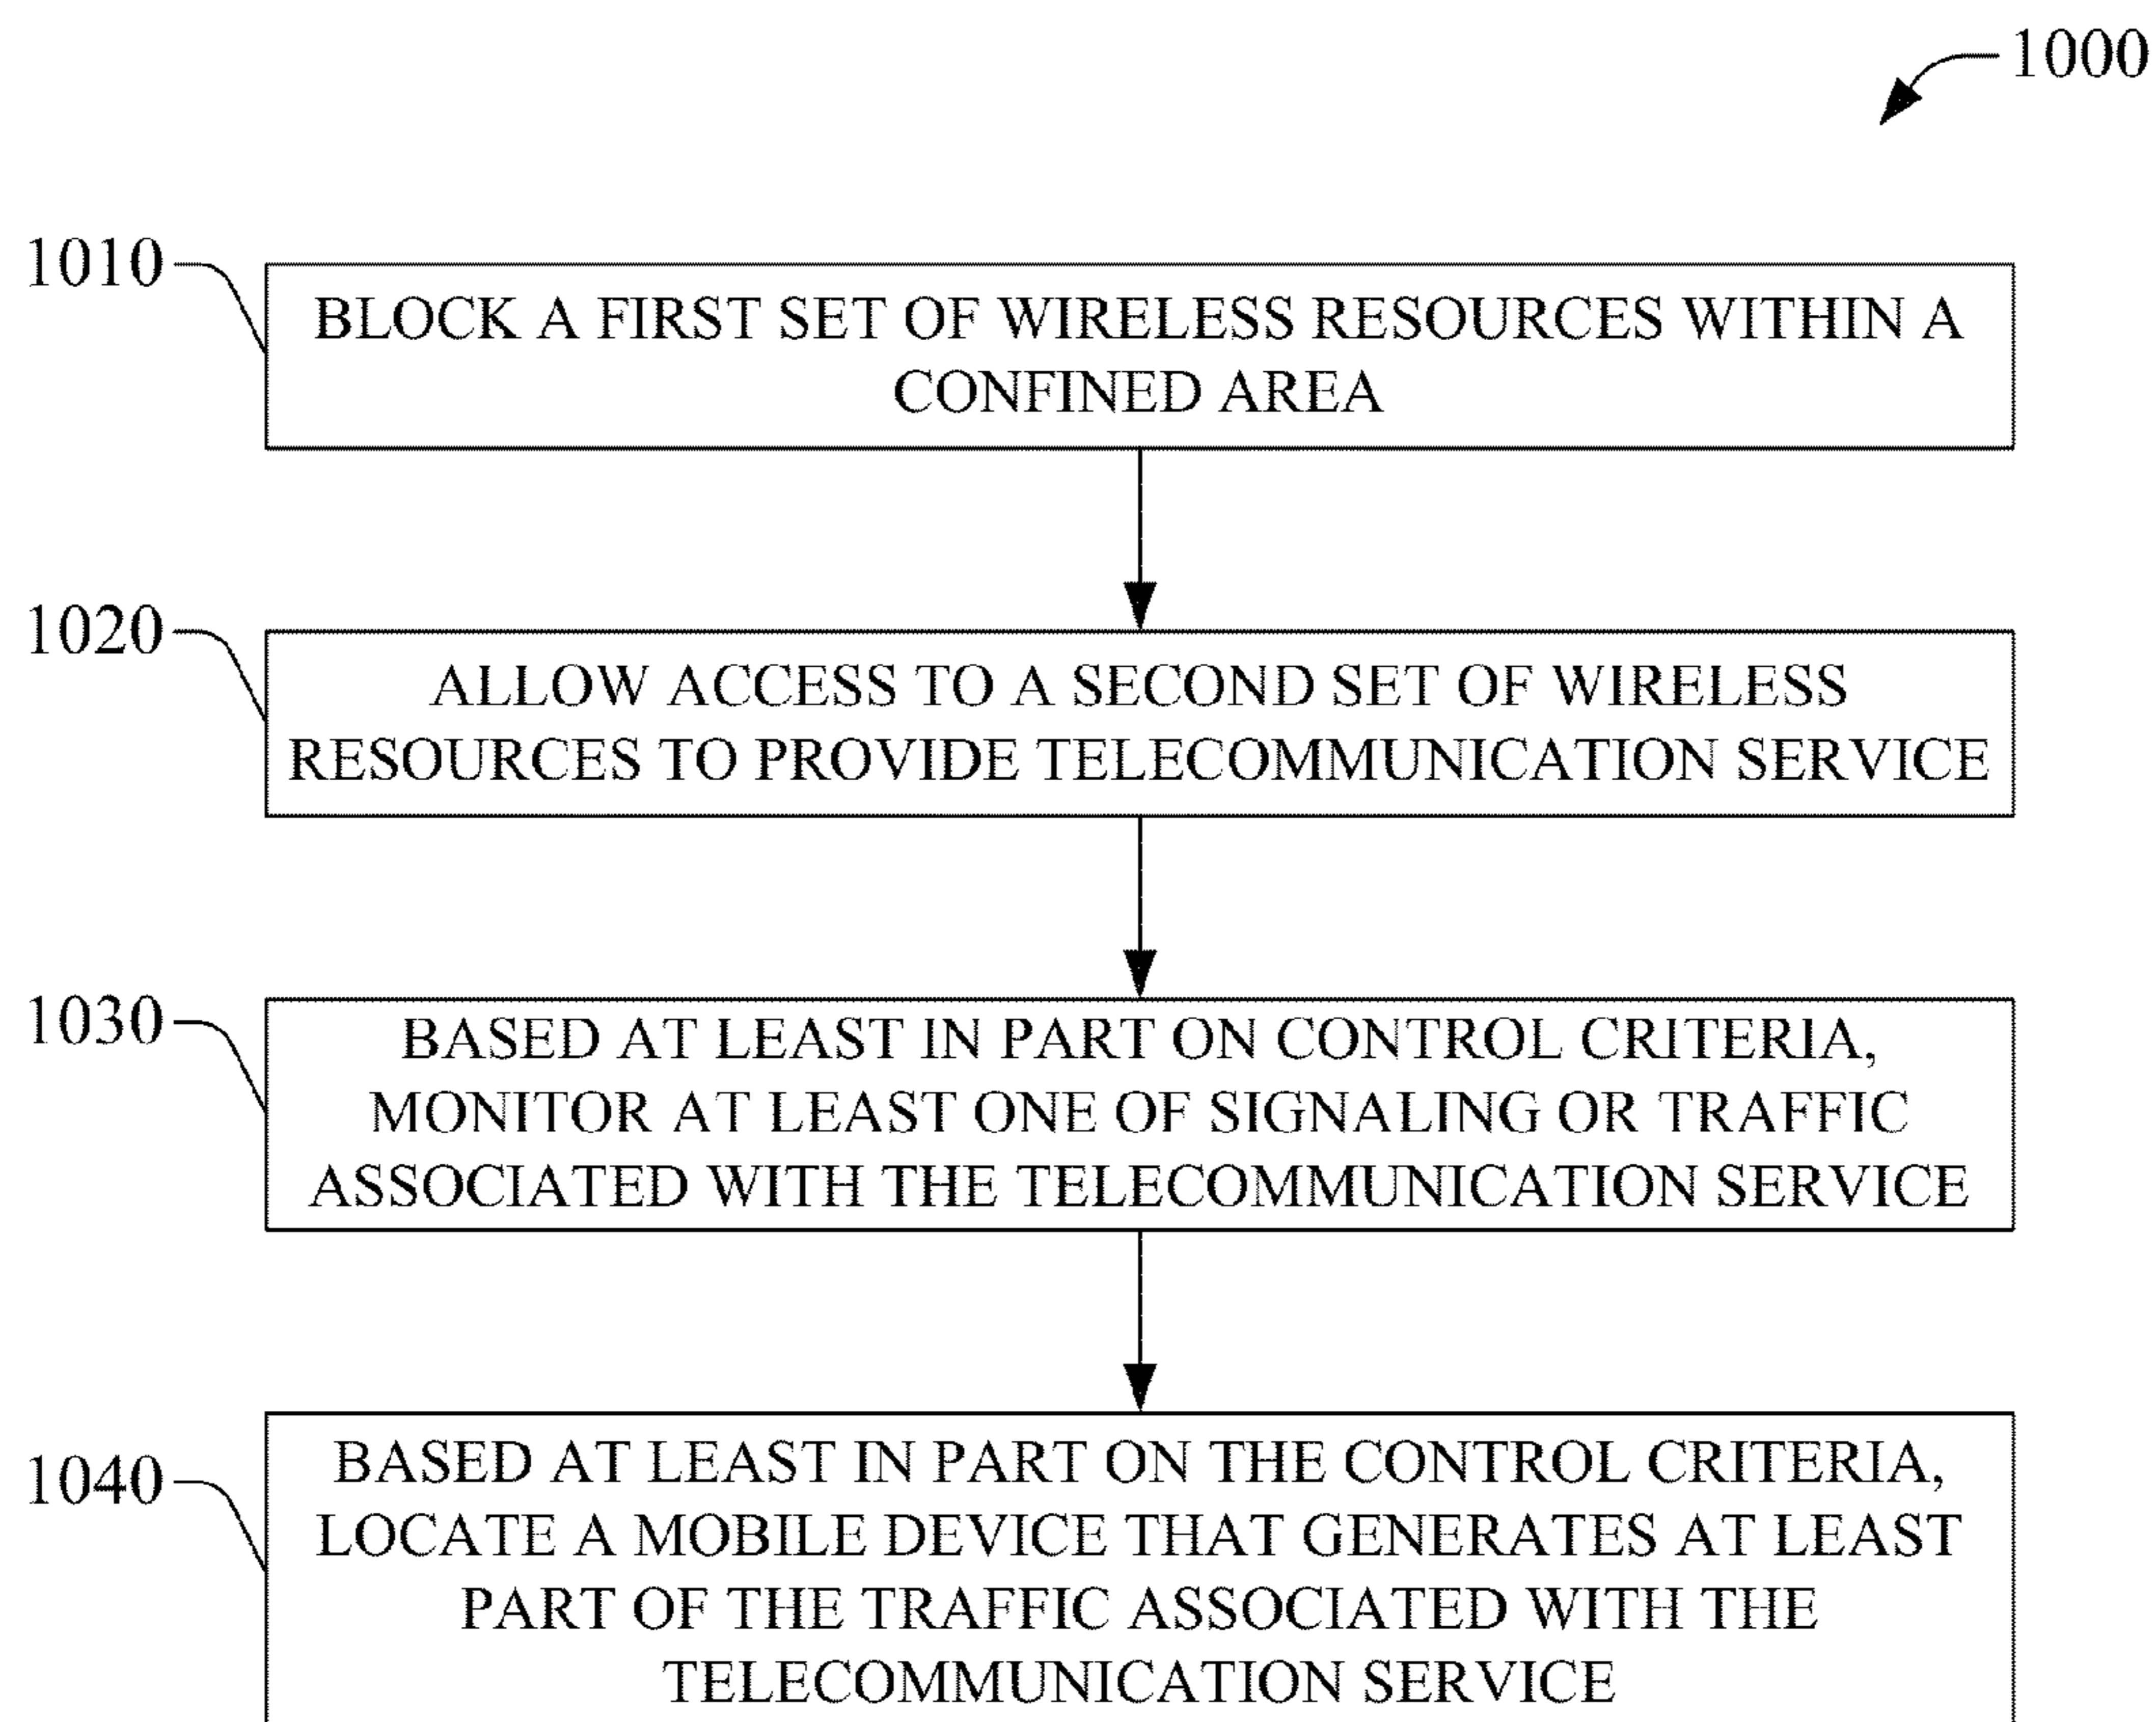 1000
1010
BLOCK A FIRST SET OF WIRELESS RESOURCES WITHIN A
CONFINED AREA
1020
ALLOW ACCESS TO A SECOND SET OF WIRELESS
RESOURCES TO PROVIDE TELECOMMUNICATION SERVICE
1030
BASED AT LEAST IN PART ON CONTROL CRITERIA,
MONITOR AT LEAST ONE OF SIGNALING OR TRAFFIC
ASSOCIATED WITH THE TELECOMMUNICATION SERVICE
1040
BASED AT LEAST IN PART ON THE CONTROL CRITERIA,
LOCATE A MOBILE DEVICE THAT GENERATES AT LEAST
PART OF THE TRAFFIC ASSOCIATED WITH THE
TELECOMMUNICATION SERVICE